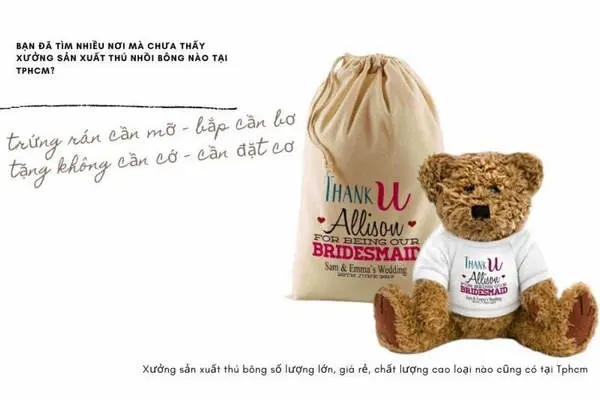 BẠN ĐÃ TÌM NHIỀU NƠI MÀ CHƯA THẤY
XƯỞNG SẢN XUẤT THÚ NHỒI BÔNG NÀO TẠI
TPHCM?
trứng rán cần mỡ - bắp cần bơ
tặng không cần cớ - cần đặt cơ
THANK U
Allison
FOR BEING OUR
BRIDESMAID
Sam & Emma's Wedding
THANK U
Allison
FOR BEING OUR
BRIDESMAID
Sam & Emma's Wedding
Xưởng sản xuất thú bông số lượng lớn, giá rẻ, chất lượng cao loại nào cũng có tại Tphcm